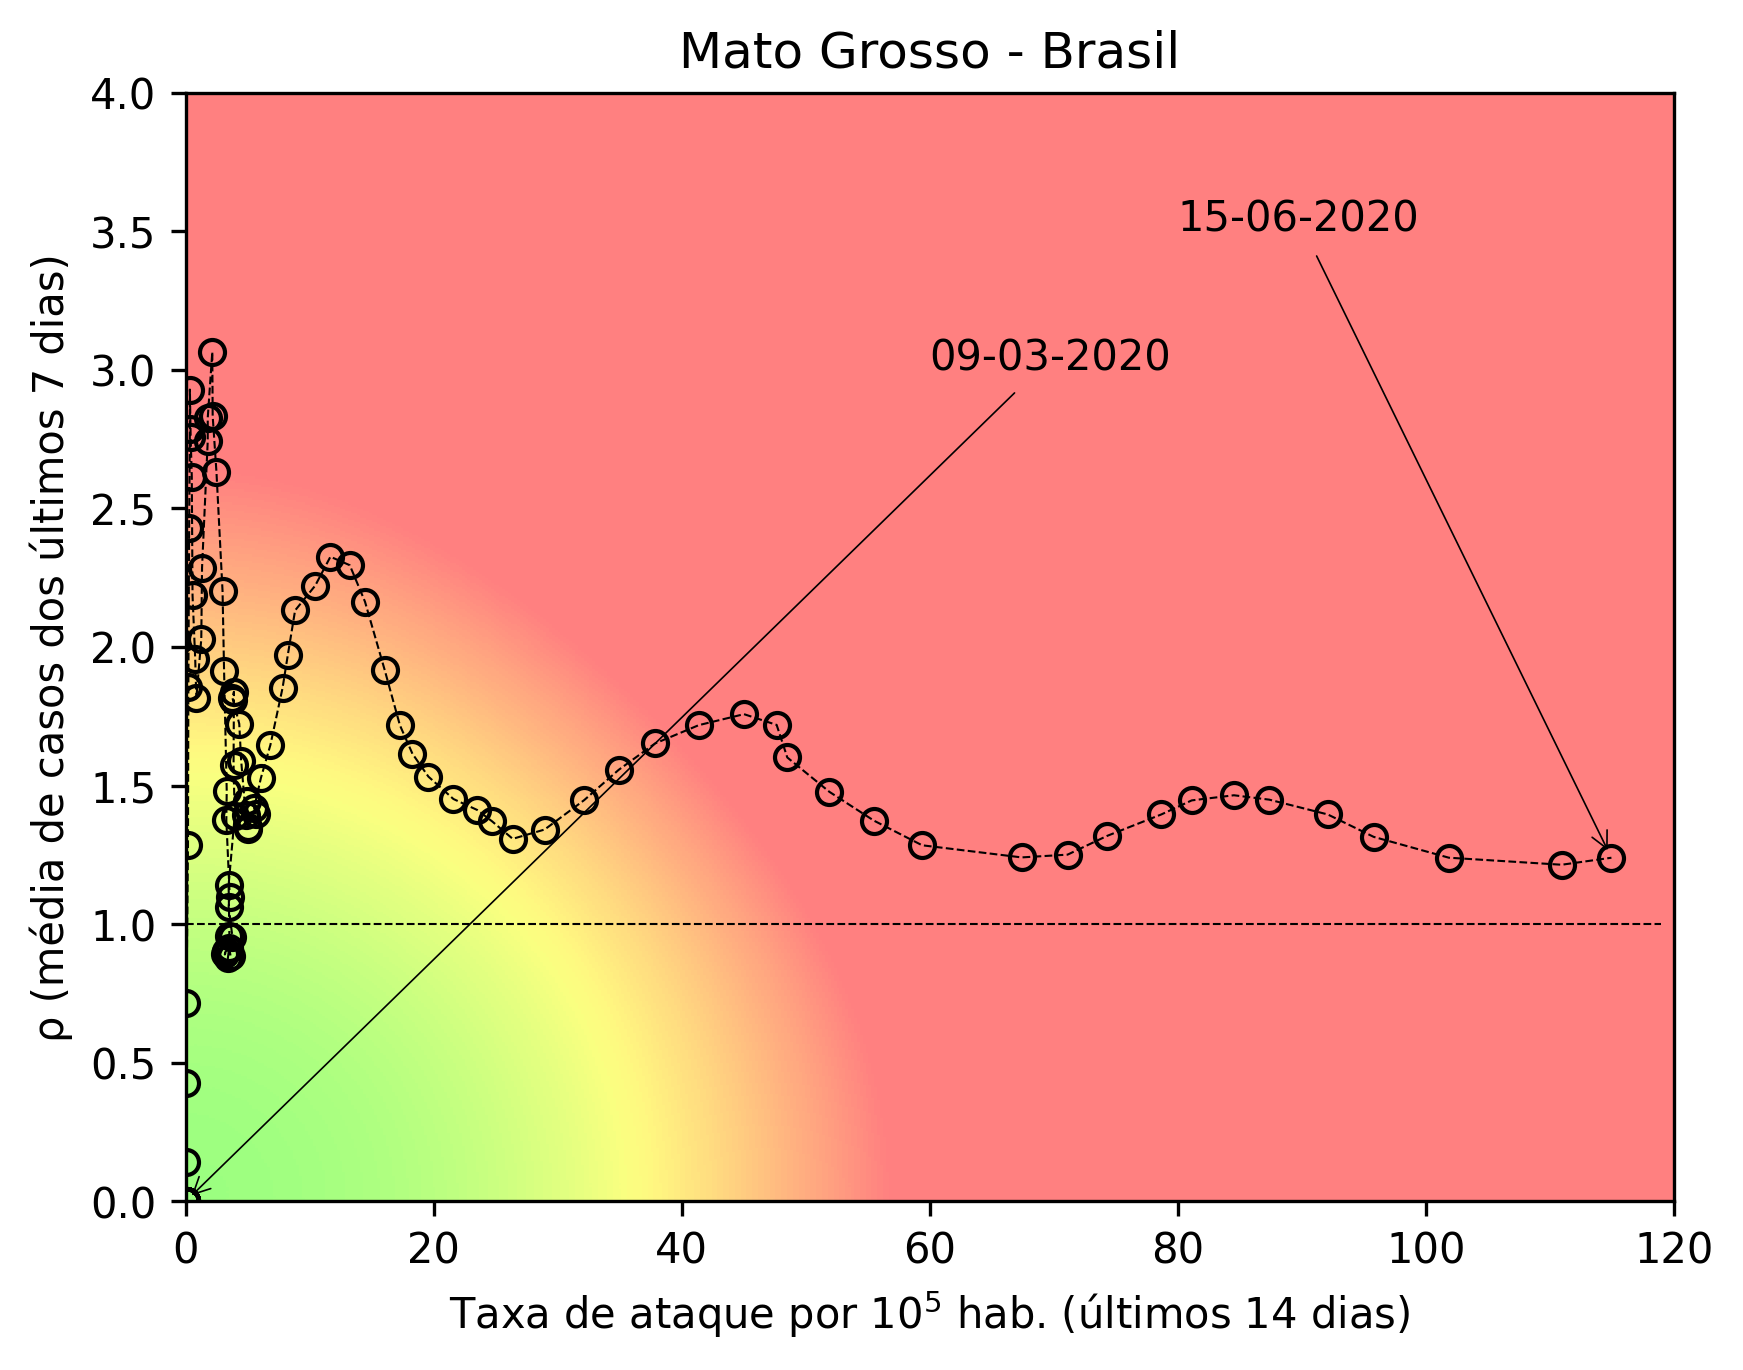 Mato Grosso - Brasil
4.0
3.5
3.0
2.5
2.0
1.5
1.0
0.5
0.0
ρ (média de casos dos últimos 7 dias)
15-06-2020
09-03-2020
0 20 40 60 80 100 120
Taxa de ataque por 10⁵ hab. (últimos 14 dias)